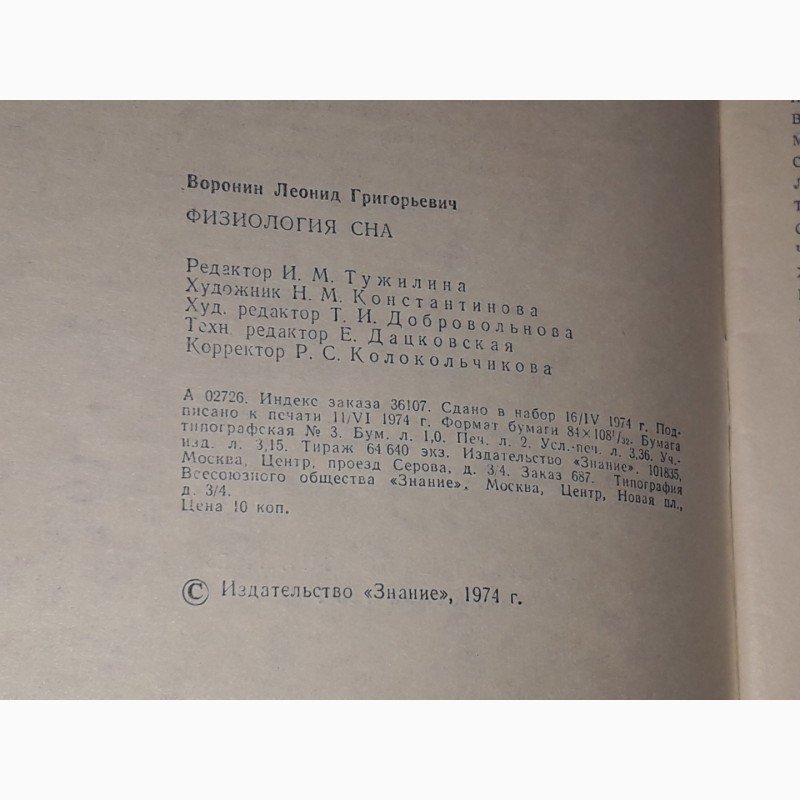 Воронин Леонид Григорьевич
ФИЗИОЛОГИЯ СНА
Редактор И. М. Тужилина
Художник Н. М. Константинова
Худ. редактор Т. И. Добровольнова
Техн. редактор Е. Дацковская
Корректор Р. С. Колокольчикова
А 02726. Индекс заказа 36107. Сдано в набор 16/IV 1974 г. Под-
писано к печати 11/VI 1974 г. Формат бумаги 84×108¹/₃₂. Бумага
типографская № 3. Бум. л. 1,0. Печ. л. 2. Усл.-печ. л. 3,36. Уч.-
изд. л. 3,15. Тираж 64 640 экз. Издательство «Знание». 101835,
Москва, Центр, проезд Серова, д. 3/4. Заказ 687. Типография
Всесоюзного общества «Знание». Москва, Центр, Новая пл.,
д. 3/4.
Цена 10 коп.
© Издательство «Знание», 1974 г.